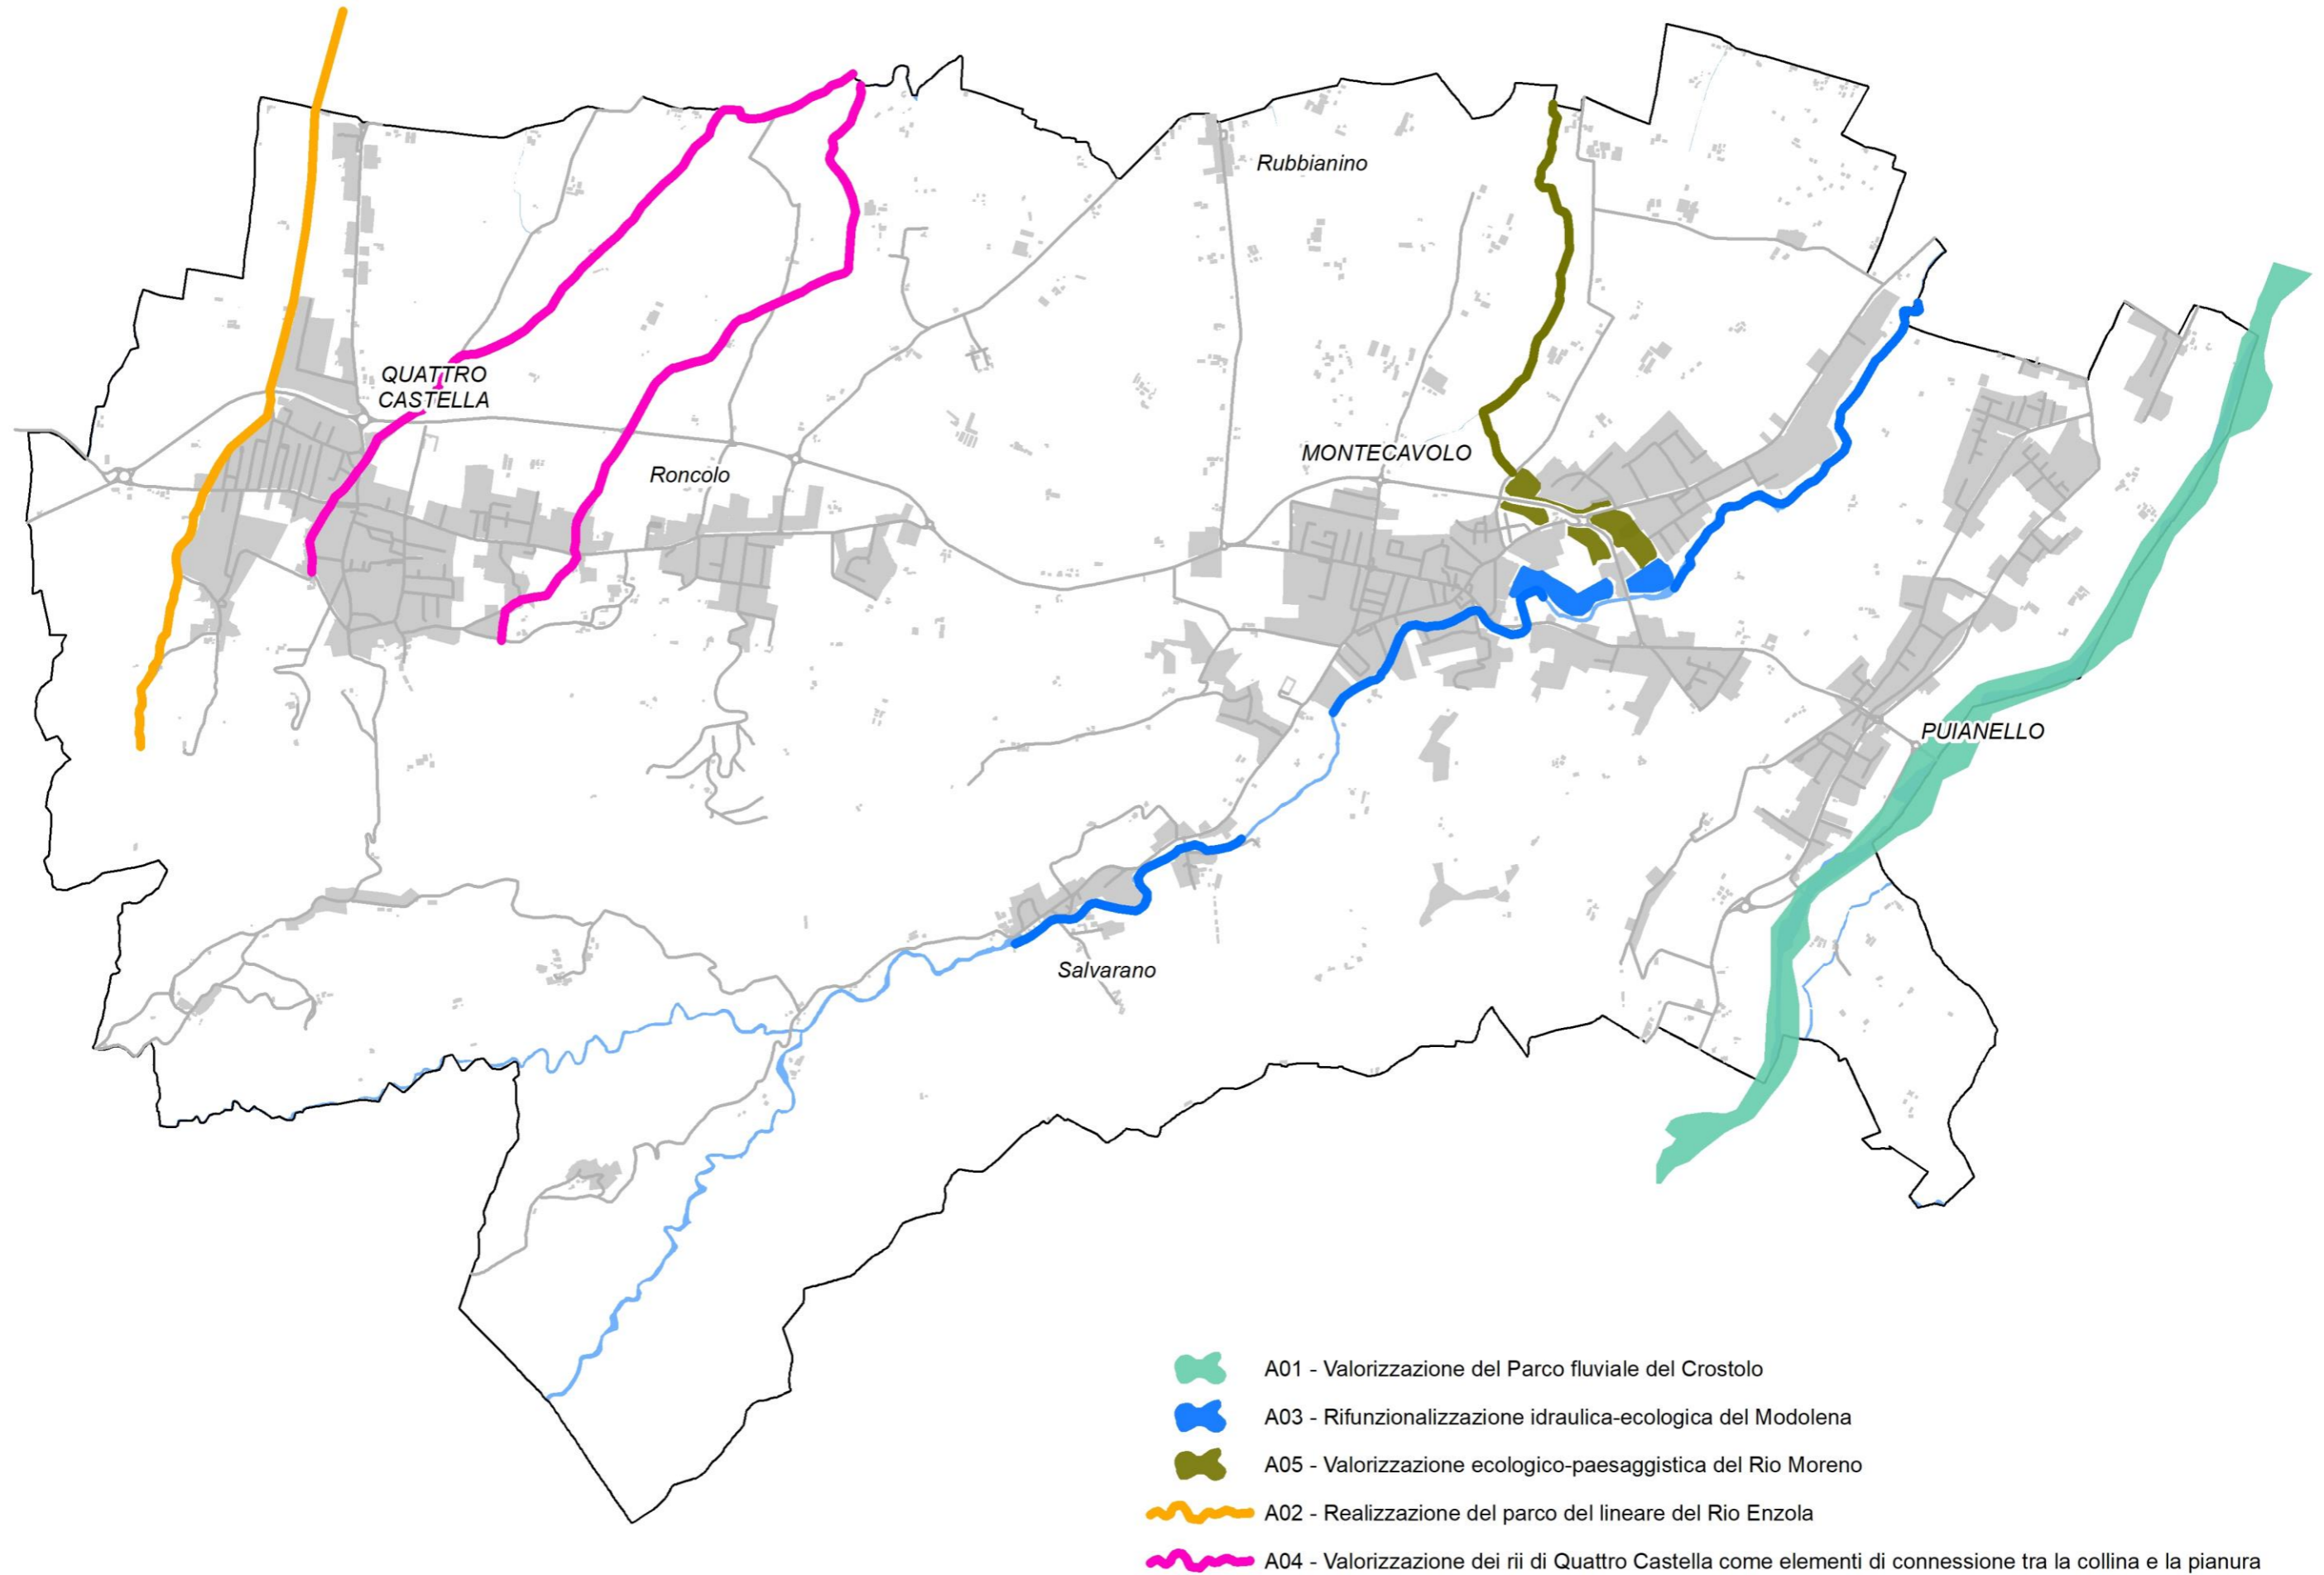 Rubbianino
QUATTRO
CASTELLA
MONTECAVOLO
Roncolo
PUIANELLO
Salvarano
A01 - Valorizzazione del Parco fluviale del Crostolo
A03 - Rifunzionalizzazione idraulica-ecologica del Modolena
A05 - Valorizzazione ecologico-paesaggistica del Rio Moreno
A02 - Realizzazione del parco del lineare del Rio Enzola
A04 - Valorizzazione dei rii di Quattro Castella come elementi di connessione tra la collina e la pianura